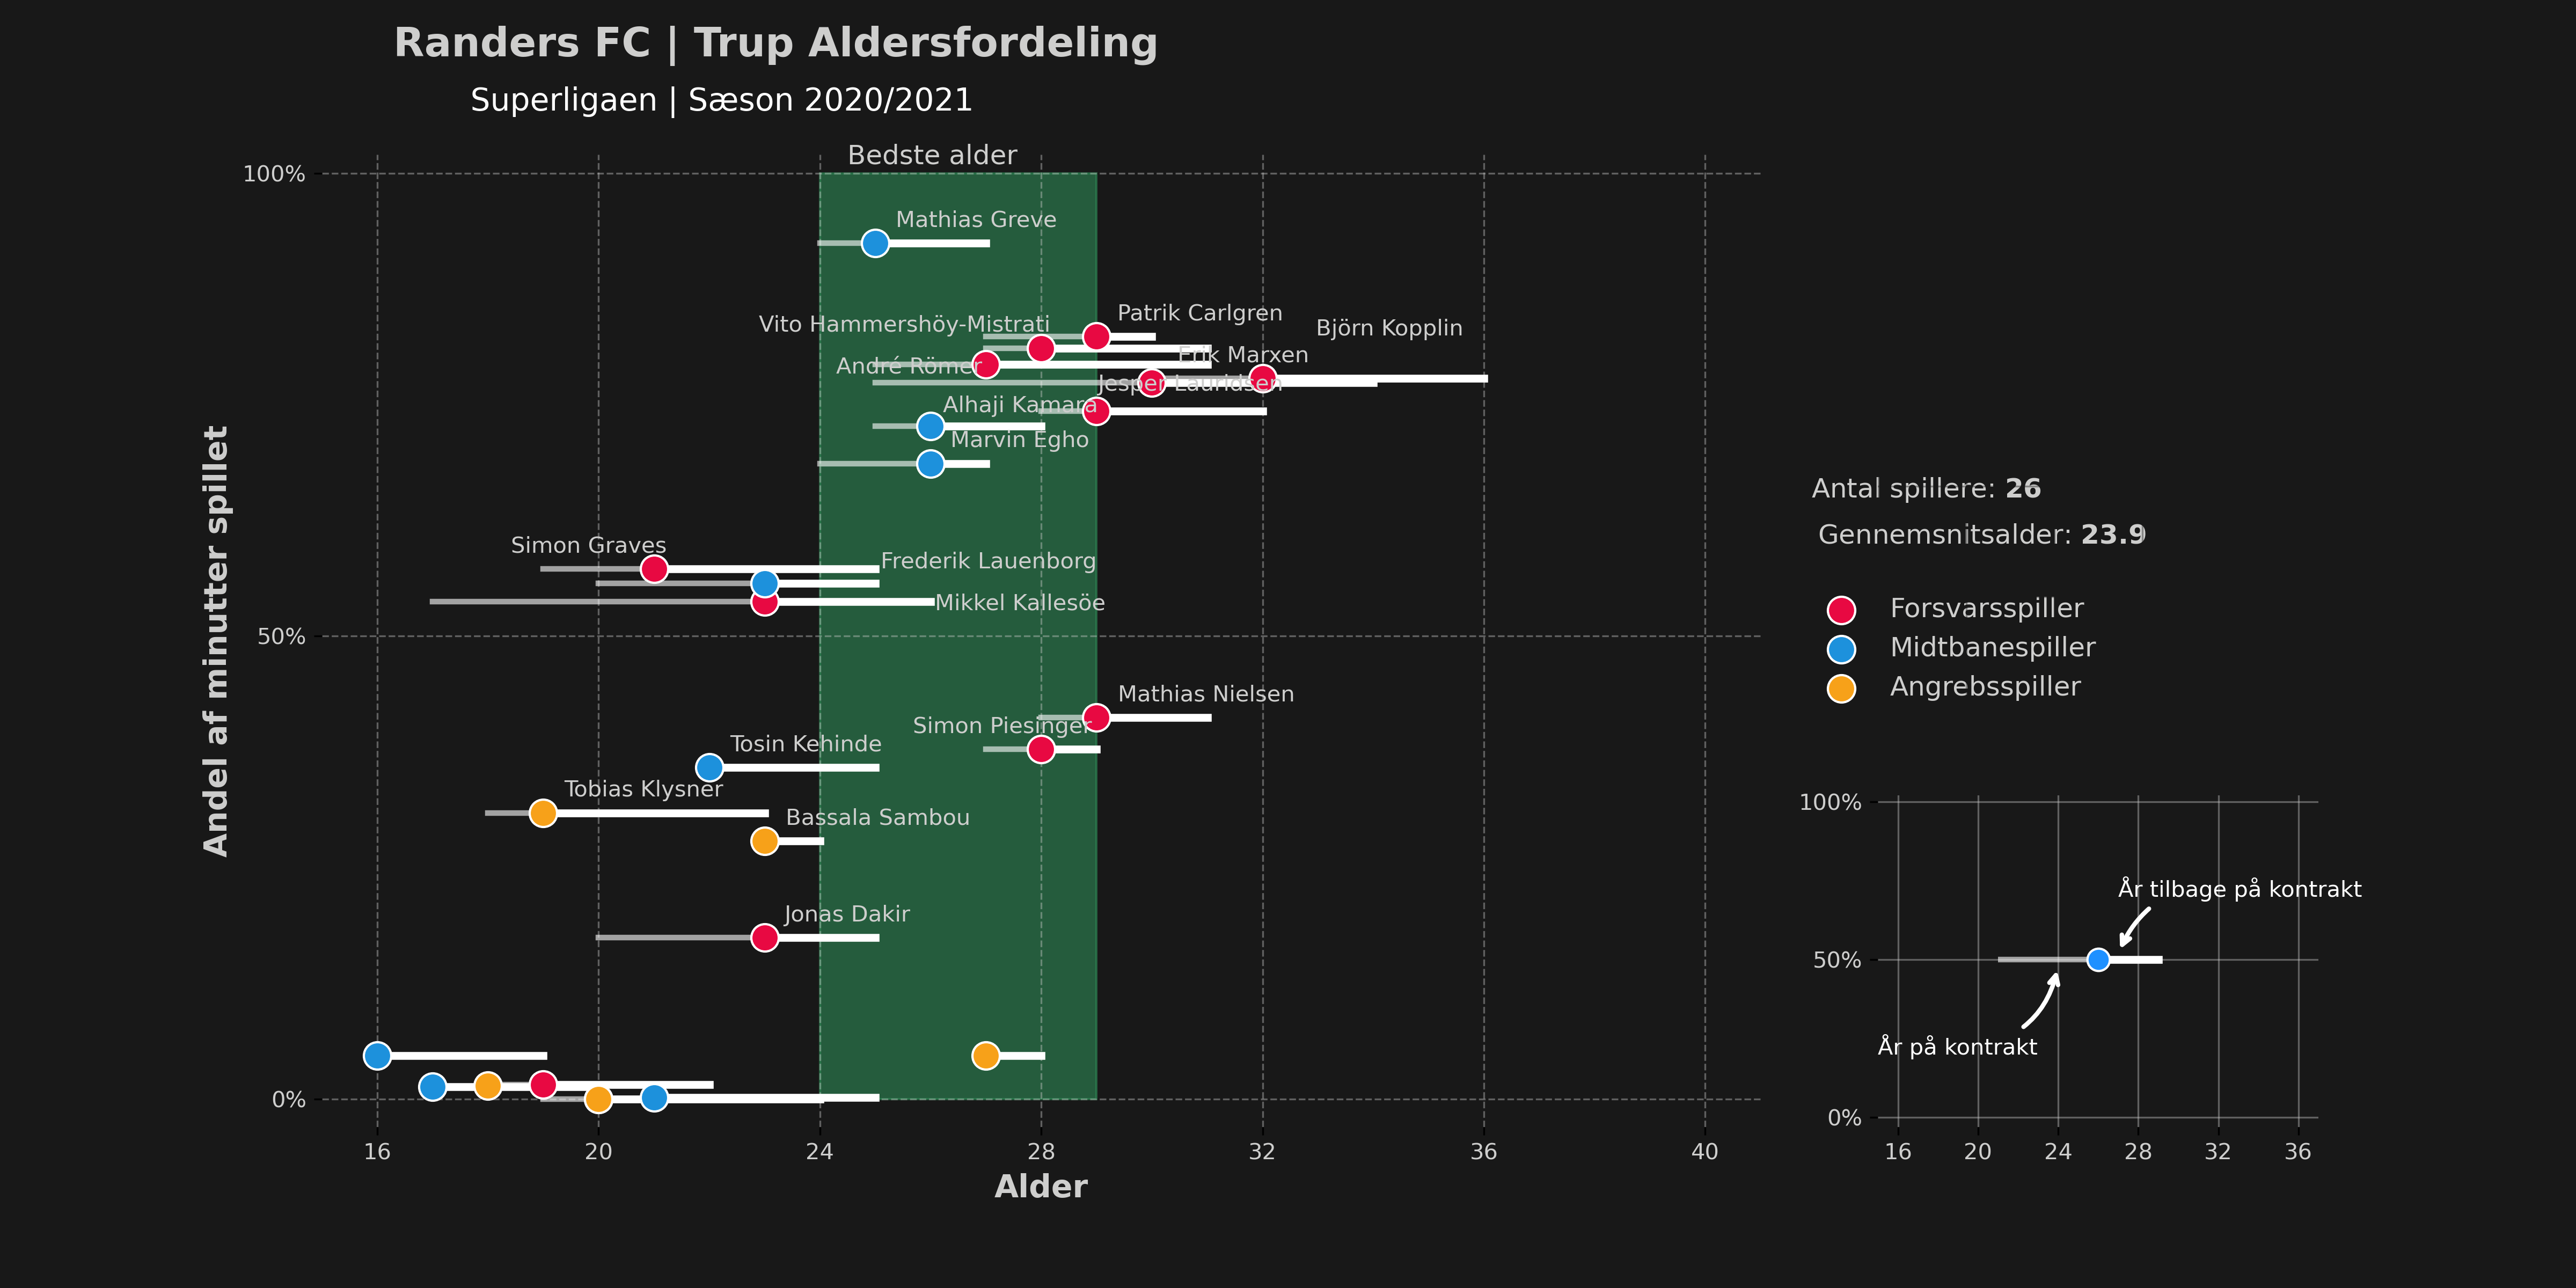 Randers FC | Trup Aldersfordeling
Superligaen | Sæson 2020/2021
Bedste alder
100%
50%
0%
Andel af minutter spillet
Mathias Greve
Patrik Carlgren
Vito Hammershöy-Mistrati
Björn Kopplin
Erik Marxen
André Römer
Jesper Lauridsen
Alhaji Kamara
Marvin Egho
Simon Graves
Frederik Lauenborg
Mikkel Kallesöe
Mathias Nielsen
Simon Piesinger
Tosin Kehinde
Tobias Klysner
Bassala Sambou
Jonas Dakir
16 20 24 28 32 36 40
Alder
Antal spillere: 26
Gennemsnitsalder: 23.9
Forsvarsspiller
Midtbanespiller
Angrebsspiller
100%
50%
0%
År tilbage på kontrakt
År på kontrakt
16 20 24 28 32 36